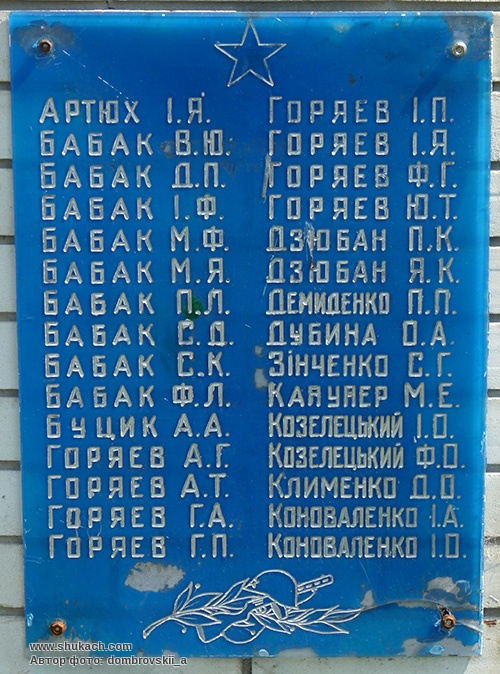 АРТЮХ І.Я.
БАБАК В.Ю.
БАБАК Д.П.
БАБАК І.Ф.
БАБАК М.Ф.
БАБАК М.Я.
БАБАК П.Л.
БАБАК С.Д.
БАБАК С.К.
БАБАК Ф.Л.
БУЦИК А.А.
ГОРЯЕВ А.Г.
ГОРЯЕВ А.Т.
ГОРЯЕВ Г.А.
ГОРЯЕВ Г.П.
ГОРЯЕВ І.П.
ГОРЯЕВ І.Я.
ГОРЯЕВ Ф.Г.
ГОРЯЕВ Ю.Т.
ДЗЮБАН П.К.
ДЗЮБАН Я.К.
ДЕМИДЕНКО П.П.
ДУБИНА О.А.
ЗІНЧЕНКО С.Г.
М.Е.
КОЗЕЛЕЦЬКИЙ І.О.
КОЗЕЛЕЦЬКИЙ Ф.О.
КЛИМЕНКО Д.О.
КОНОВАЛЕНКО І.А.
КОНОВАЛЕНКО І.О.
www.shukach.com
Автор фото: dombrovskii_a